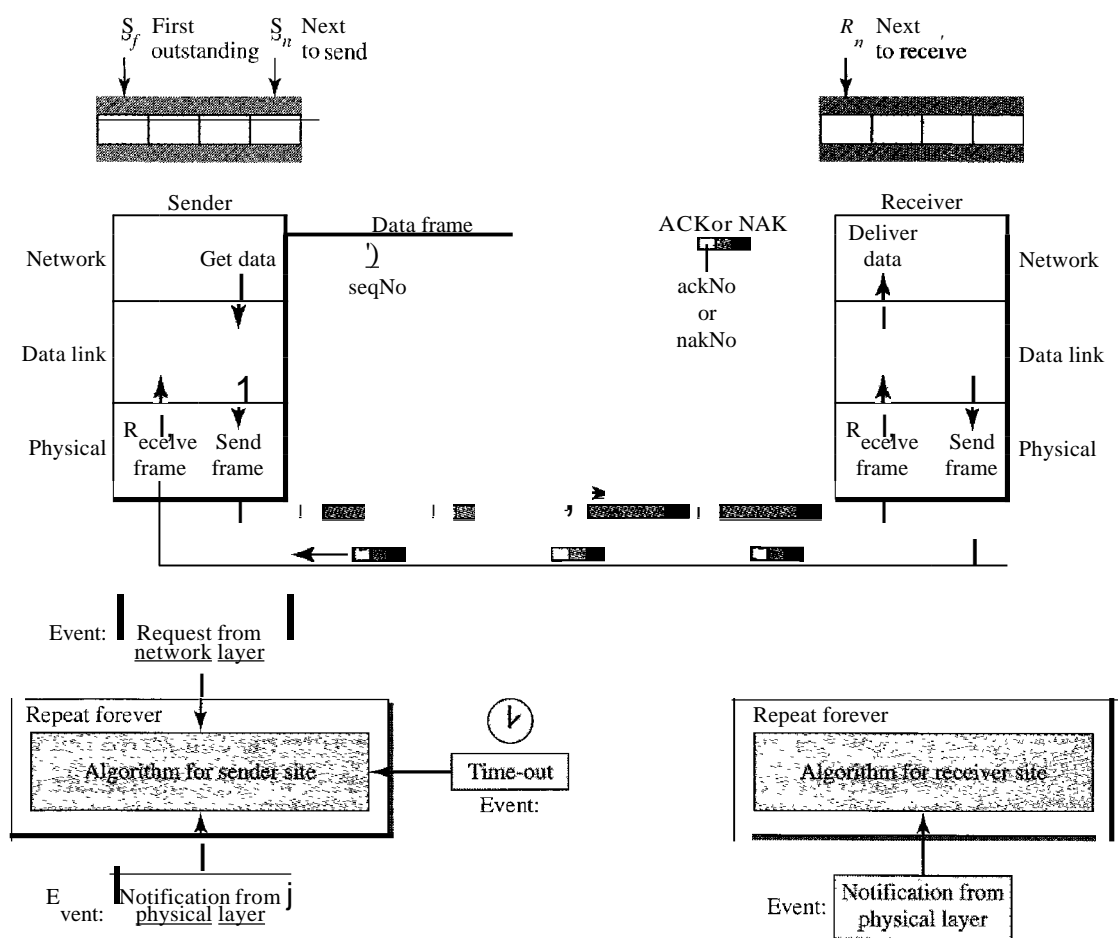 S_f First
outstanding
S_n Next
to send
R_n Next
to receive
Sender
Data frame
seqNo
ACKor NAK
ackNo
or
nakNo
Receiver
Network
Get data
Deliver
data
Network
Data link
Data link
Physical
Receive
frame
Send
frame
Receive
frame
Send
frame
Physical
Event:
Request from
network layer
Repeat forever
Algorithm for sender site
Time-out
Event:
Repeat forever
Algorithm for receiver site
Event:
Notification from
physical layer
Event:
Notification from
physical layer